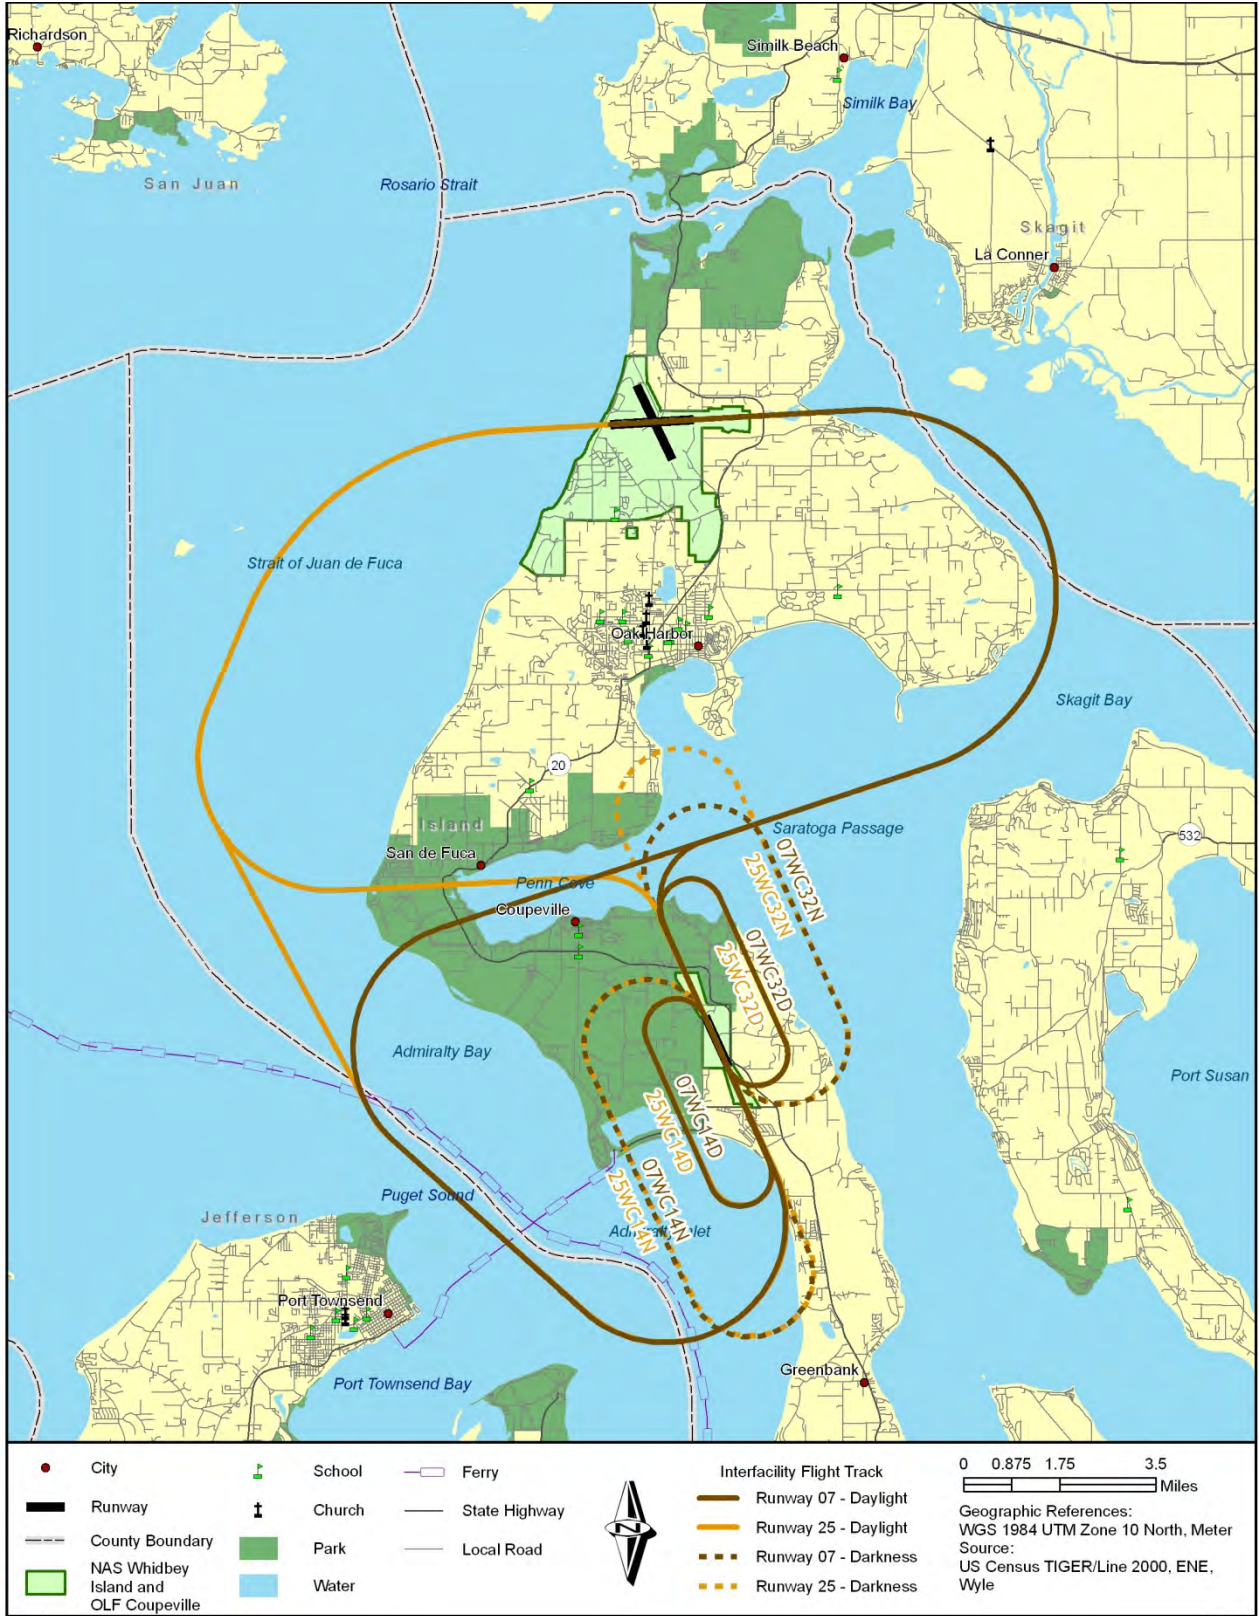 Richardson
Similk Beach
Similk Bay
San Juan
Rosario Strait
Skagit
La Conner
Strait of Juan de Fuca
Oak Harbor
Skagit Bay
20
Island
Saratoga Passage
532
San de Fuca
Penn Cove
07WC32N
25WC32N
Coupeville
07WC32D
25WC32D
Admiralty Bay
Port Susan
07WC14D
25WC14D
07WC14N
25WC14N
Puget Sound
Jefferson
Admiralty Inlet
Port Townsend
Greenbank
Port Townsend Bay
City
Runway
County Boundary
NAS Whidbey
Island and
OLF Coupeville
School
Church
Park
Water
Ferry
State Highway
Local Road
N
Interfacility Flight Track
Runway 07 - Daylight
Runway 25 - Daylight
Runway 07 - Darkness
Runway 25 - Darkness
0 0.875 1.75 3.5
Miles
Geographic References:
WGS 1984 UTM Zone 10 North, Meter
Source:
US Census TIGER/Line 2000, ENE,
Wyle